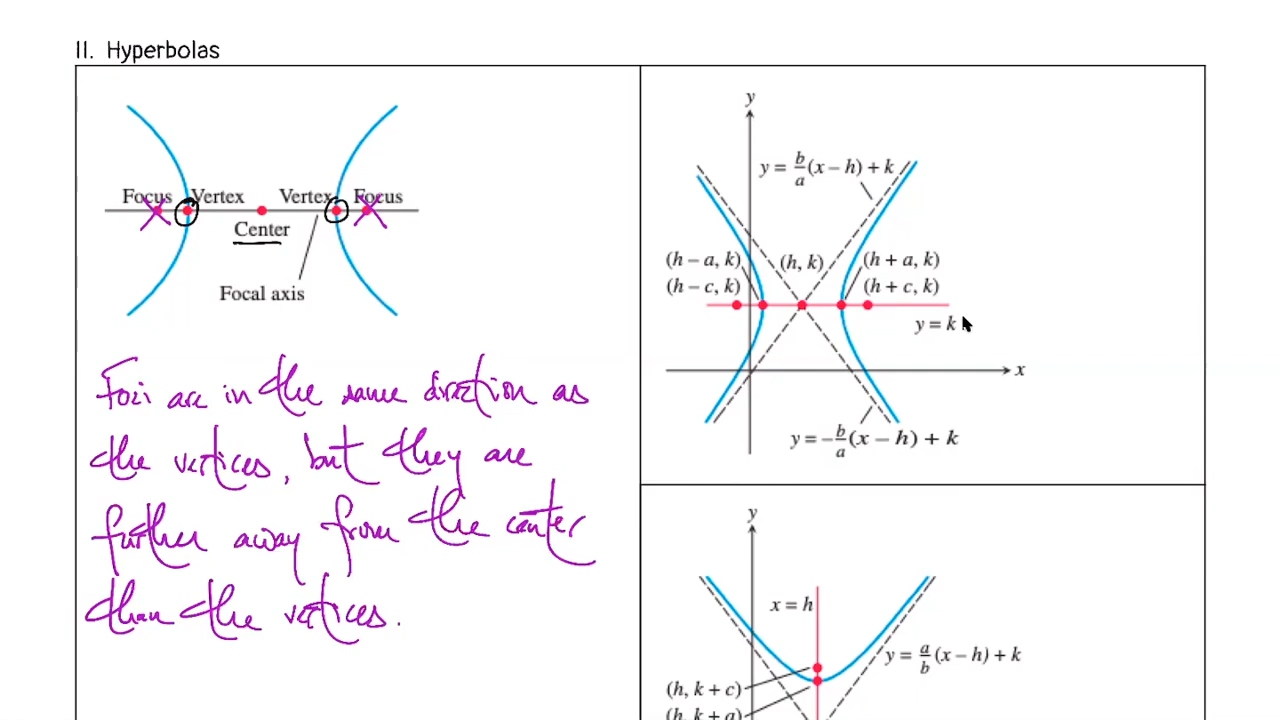 II. Hyperbolas
Focus Vertex Vertex Focus
Center
Focal axis
Foci are in the same direction as
the vertices, but they are
further away from the center
than the vertices.
y
y = b/a (x – h) + k
(h – a, k) (h, k) (h + a, k)
(h – c, k) (h + c, k)
y = k
x
y = – b/a (x – h) + k
y
x = h
y = a/b (x – h) + k
(h, k + c)
(h, k + a)